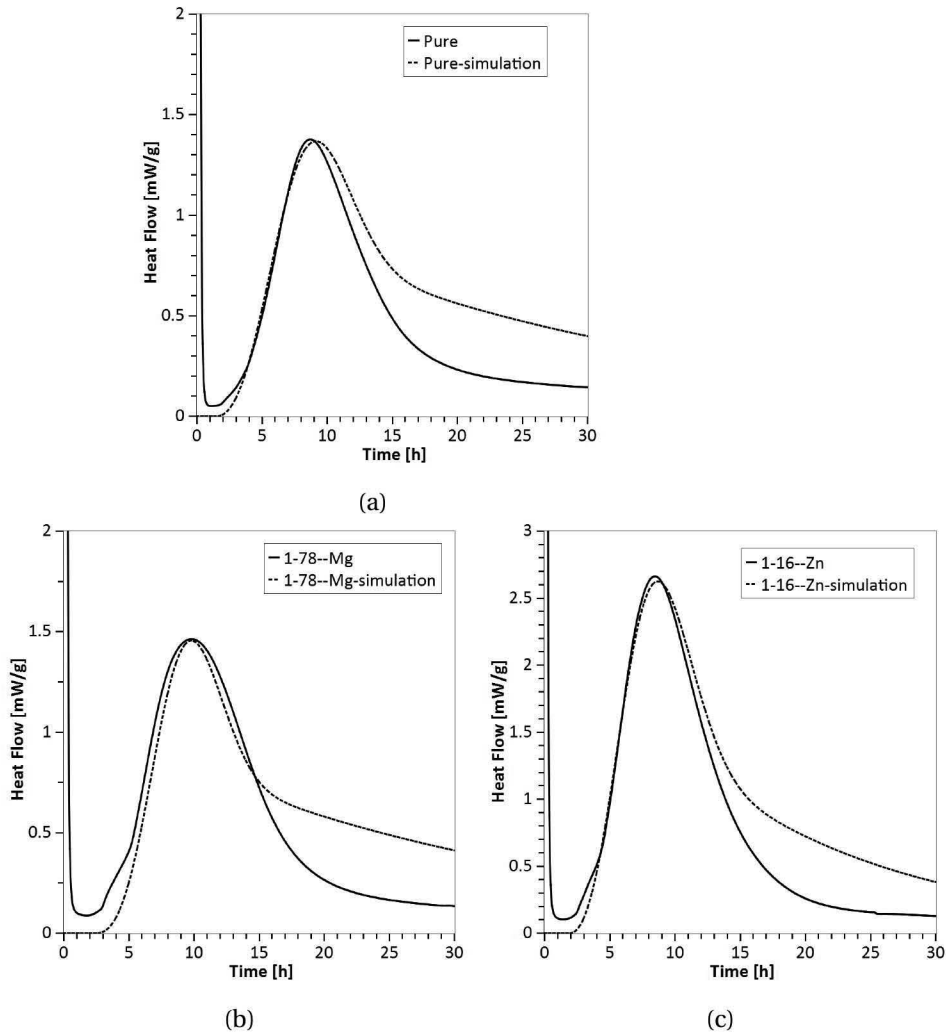 2
Pure
Pure-simulation
1.5
1
0.5
0
Heat Flow [mW/g]
0 5 10 15 20 25 30
Time [h]
(a)
2
1-78--Mg
1-78--Mg-simulation
1.5
1
0.5
0
Heat Flow [mW/g]
0 5 10 15 20 25 30
Time [h]
(b)
3
1-16--Zn
1-16--Zn-simulation
2.5
2
1.5
1
0.5
0
Heat Flow [mW/g]
0 5 10 15 20 25 30
Time [h]
(c)